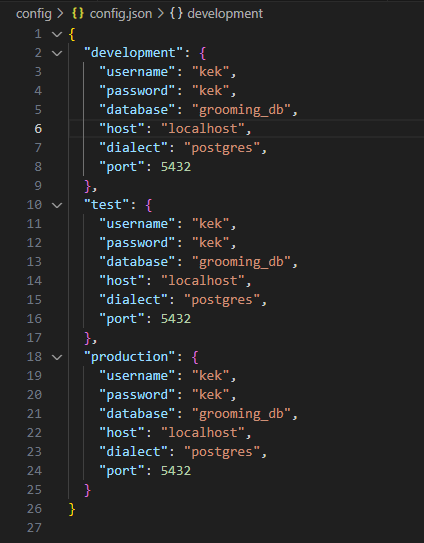 config > {} config.json > {} development
1 {
2 "development": {
3 "username": "kek",
4 "password": "kek",
5 "database": "grooming_db",
6 "host": "localhost",
7 "dialect": "postgres",
8 "port": 5432
9 },
10 "test": {
11 "username": "kek",
12 "password": "kek",
13 "database": "grooming_db",
14 "host": "localhost",
15 "dialect": "postgres",
16 "port": 5432
17 },
18 "production": {
19 "username": "kek",
20 "password": "kek",
21 "database": "grooming_db",
22 "host": "localhost",
23 "dialect": "postgres",
24 "port": 5432
25 }
26 }
27